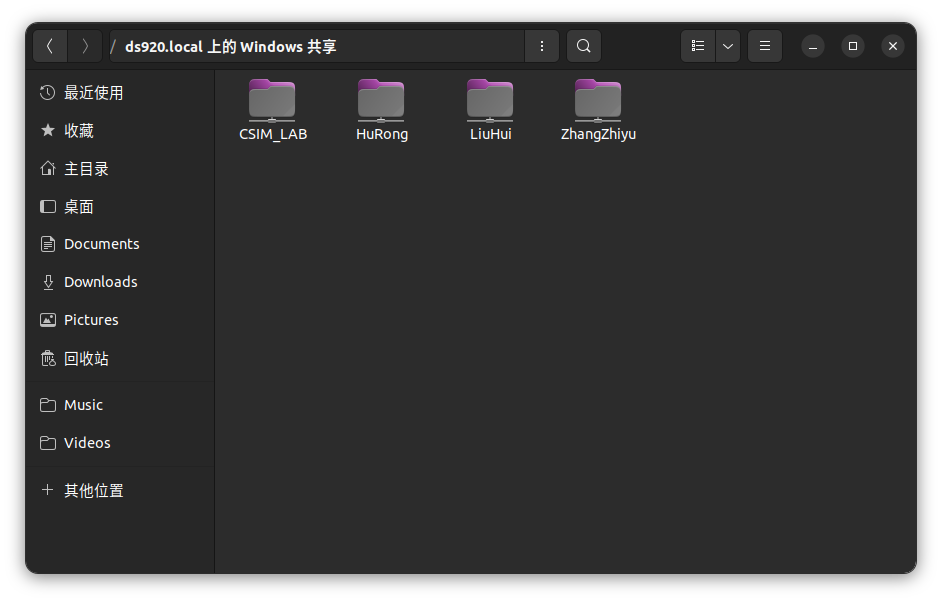 / ds920.local 上的 Windows 共享
最近使用
收藏
主目录
桌面
Documents
Downloads
Pictures
回收站
Music
Videos
其他位置
CSIM_LAB
HuRong
LiuHui
ZhangZhiyu